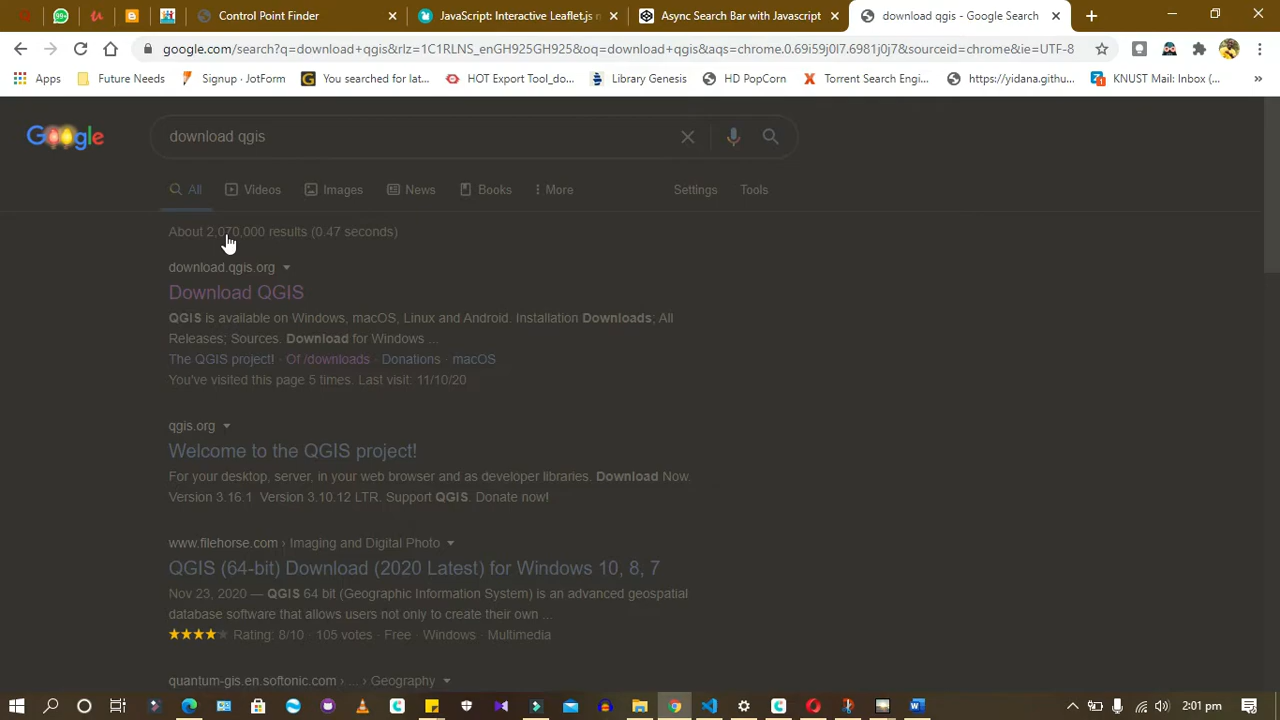 Control Point Finder
JavaScript: Interactive Leaflet.js n
Async Search Bar with Javascript
download qgis - Google Search
google.com/search?q=download+qgis&rlz=1C1RLNS_enGH925GH925&oq=download+qgis&aqs=chrome.0.69i59j0l7.6981j0j7&sourceid=chrome&ie=UTF-8
Apps
Future Needs
Signup · JotForm
You searched for lat...
HOT Export Tool_do...
Library Genesis
HD PopCorn
Torrent Search Engi...
https://yidana.githu...
KNUST Mail: Inbox (...
Google
download qgis
All
Videos
Images
News
Books
More
Settings
Tools
About 2,070,000 results (0.47 seconds)
download.qgis.org
Download QGIS
QGIS is available on Windows, macOS, Linux and Android. Installation Downloads; All
Releases; Sources. Download for Windows ...
The QGIS project! · Of /downloads · Donations · macOS
You've visited this page 5 times. Last visit: 11/10/20
qgis.org
Welcome to the QGIS project!
For your desktop, server, in your web browser and as developer libraries. Download Now.
Version 3.16.1 Version 3.10.12 LTR. Support QGIS. Donate now!
www.filehorse.com › Imaging and Digital Photo
QGIS (64-bit) Download (2020 Latest) for Windows 10, 8, 7
Nov 23, 2020 — QGIS 64 bit (Geographic Information System) is an advanced geospatial
database software that allows users not only to create their own ...
Rating: 8/10 · 105 votes · Free · Windows · Multimedia
quantum-gis.en.softonic.com › ... › Geography
2:01 pm